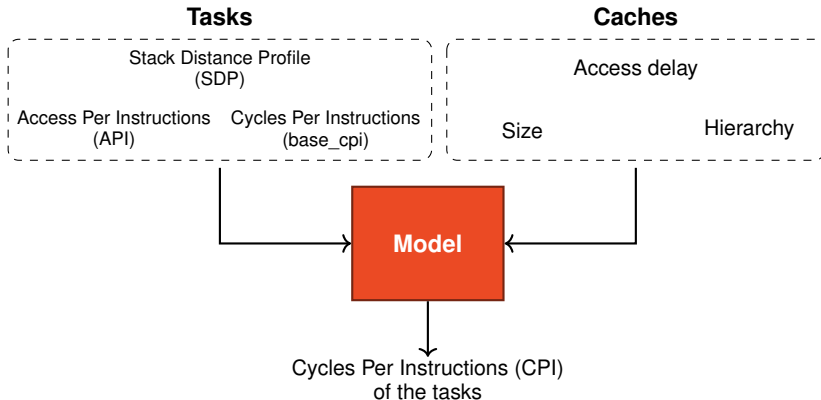 Tasks
Caches
Stack Distance Profile
(SDP)
Access Per Instructions
(API)
Cycles Per Instructions
(base_cpi)
Access delay
Size
Hierarchy
Model
Cycles Per Instructions (CPI)
of the tasks